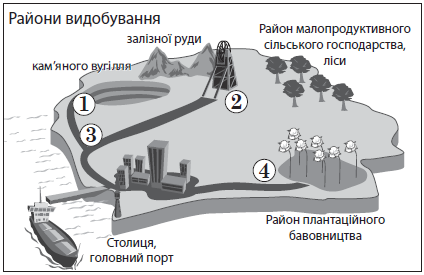 Райони видобування
залізної руди
кам'яного вугілля
Район малопродуктивного
сільського господарства,
ліси
1
2
3
4
Столиця,
головний порт
Район плантаційного
бавовництва